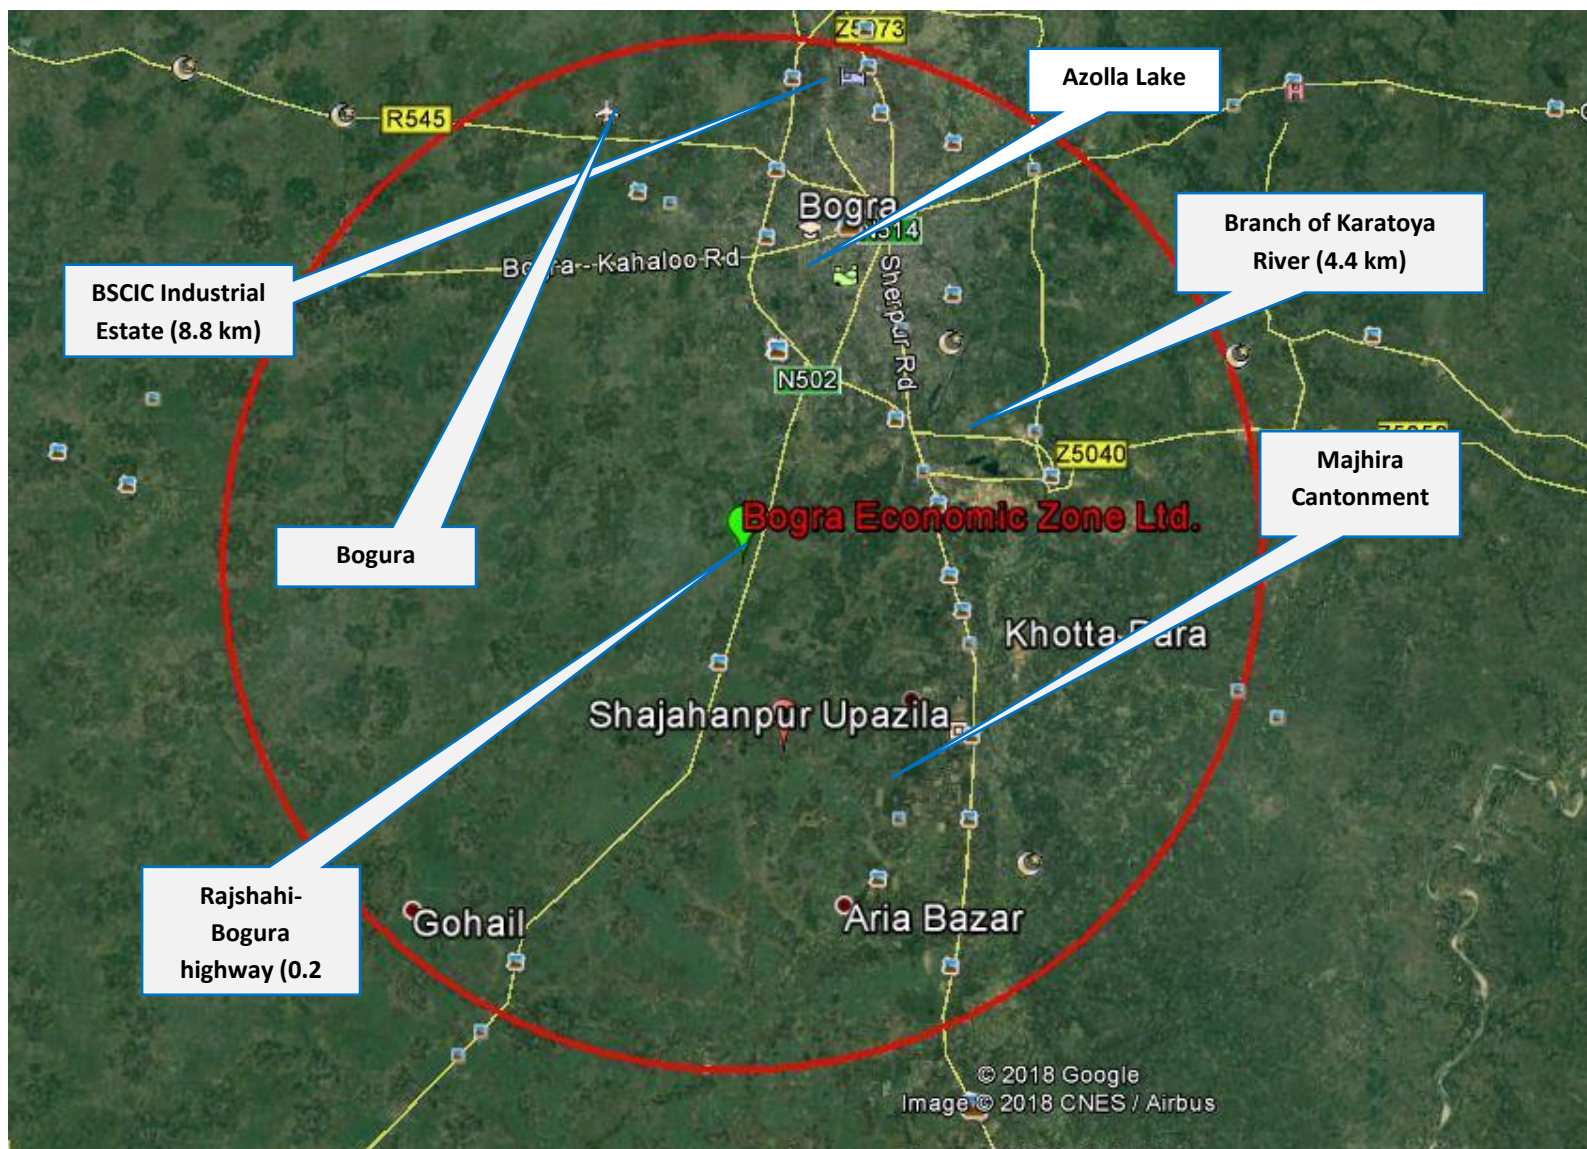 Z5073
Azolla Lake
R545
Bogra
N514
Branch of Karatoya
River (4.4 km)
Bogra - Kahaloo Rd
Sherpur Rd
BSCIC Industrial
Estate (8.8 km)
N502
Z5040
Majhira
Cantonment
Bogra Economic Zone Ltd.
Bogura
Khotta Para
Shajahanpur Upazila
Rajshahi-
Bogura
highway (0.2
Gohail
Aria Bazar
© 2018 Google
Image © 2018 CNES / Airbus